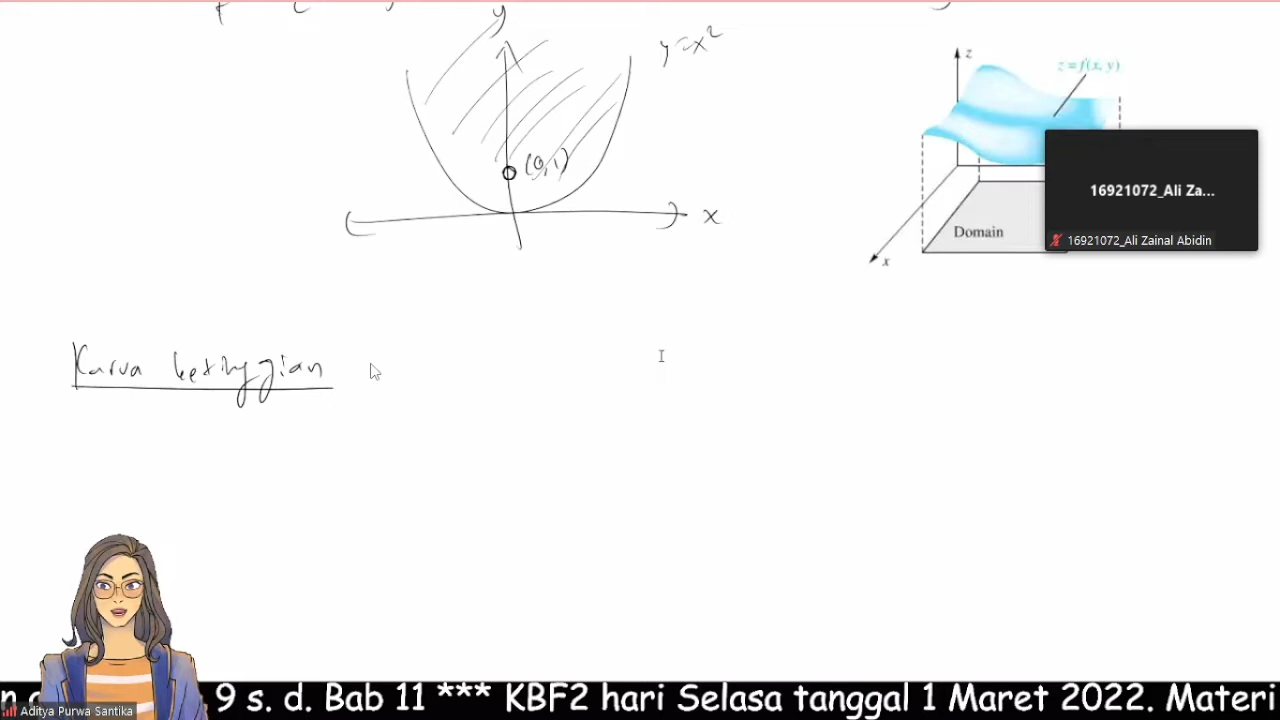 y
y=x²
(0,1)
x
z
z = f(x, y)
Domain
x
16921072_Ali Za...
16921072_Ali Zainal Abidin
Kurva ketinggian
Aditya Purwa Santika
9 s. d. Bab 11 *** KBF2 hari Selasa tanggal 1 Maret 2022. Materi